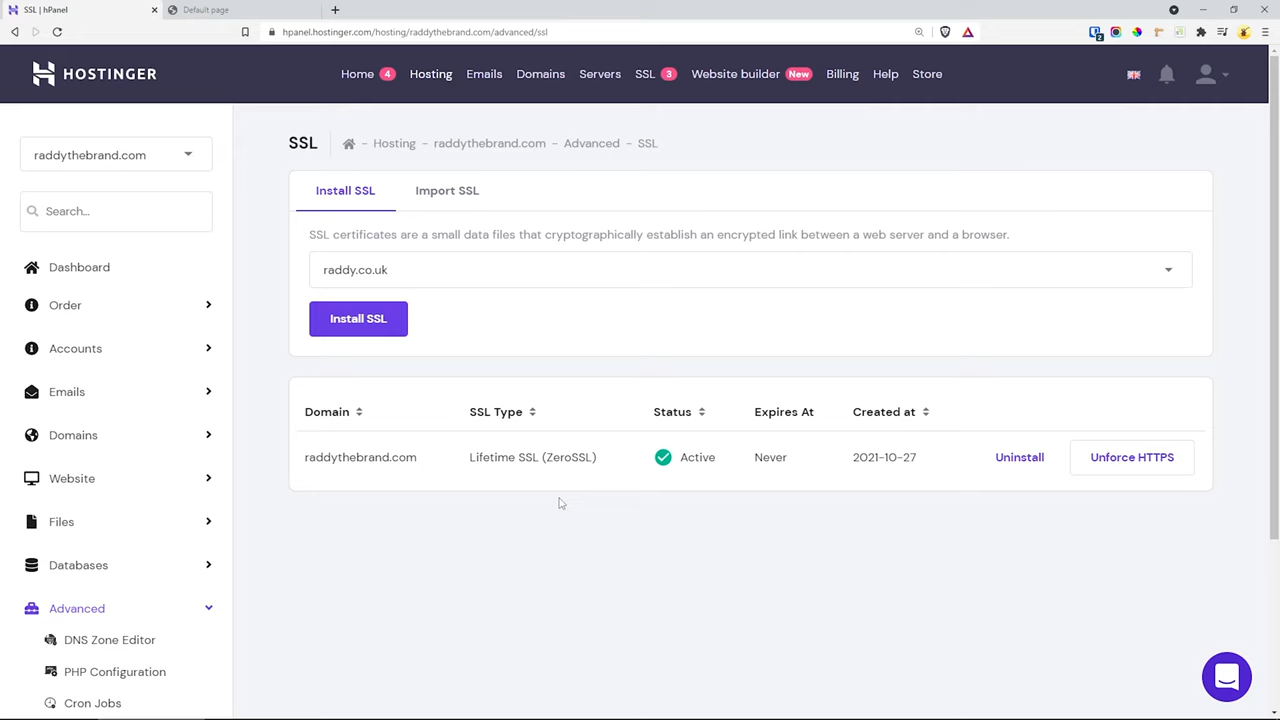 SSL | hPanel
Default page
hpanel.hostinger.com/hosting/raddythebrand.com/advanced/ssl
2
HOSTINGER
Home 4 Hosting Emails Domains Servers SSL 3 Website builder New Billing Help Store
raddythebrand.com
Search...
Dashboard
Order
Accounts
Emails
Domains
Website
Files
Databases
Advanced
DNS Zone Editor
PHP Configuration
Cron Jobs
SSL - Hosting - raddythebrand.com - Advanced - SSL
Install SSL Import SSL
SSL certificates are a small data files that cryptographically establish an encrypted link between a web server and a browser.
raddy.co.uk
Install SSL
Domain SSL Type Status Expires At Created at
raddythebrand.com Lifetime SSL (ZeroSSL) Active Never 2021-10-27 Uninstall Unforce HTTPS